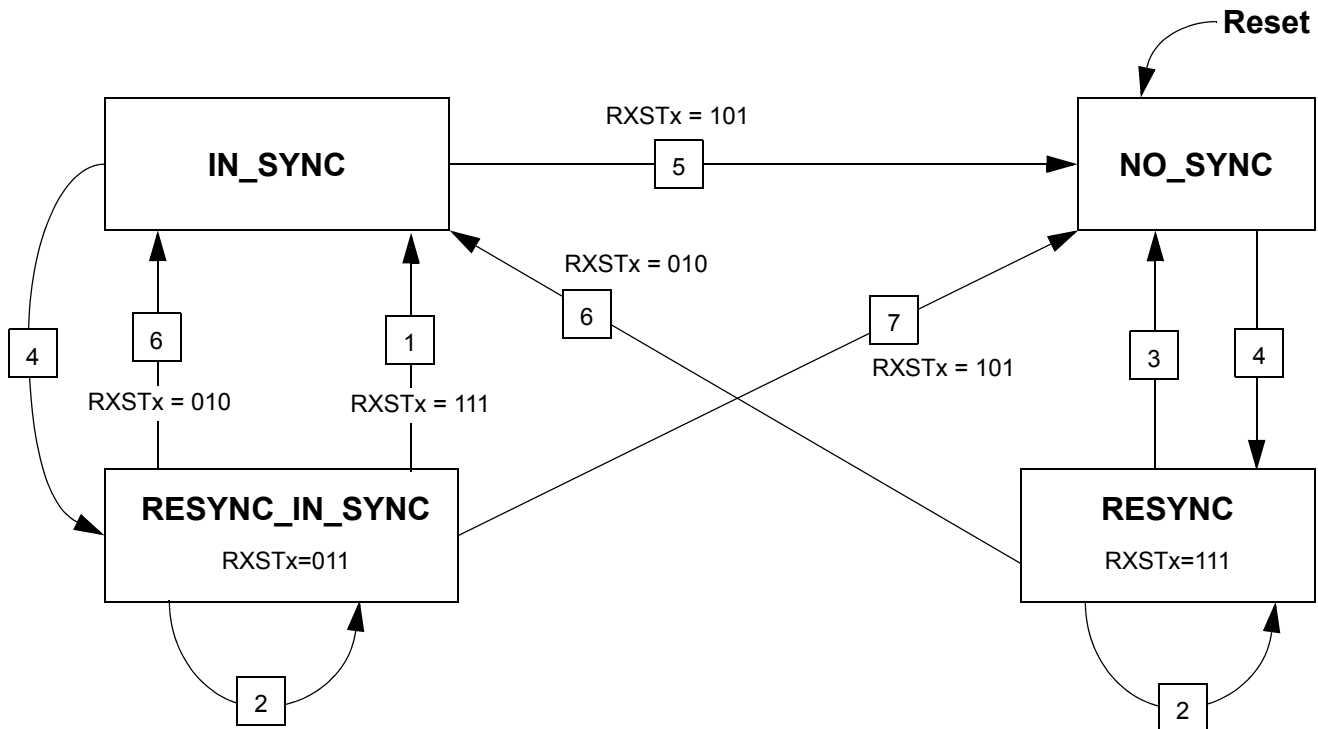 Reset
RXSTx = 101
IN_SYNC
5
NO_SYNC
RXSTx = 010
6
7
RXSTx = 101
4
6
1
3
4
RXSTx = 010
RXSTx = 111
RESYNC_IN_SYNC
RXSTx=011
RESYNC
RXSTx=111
2
2